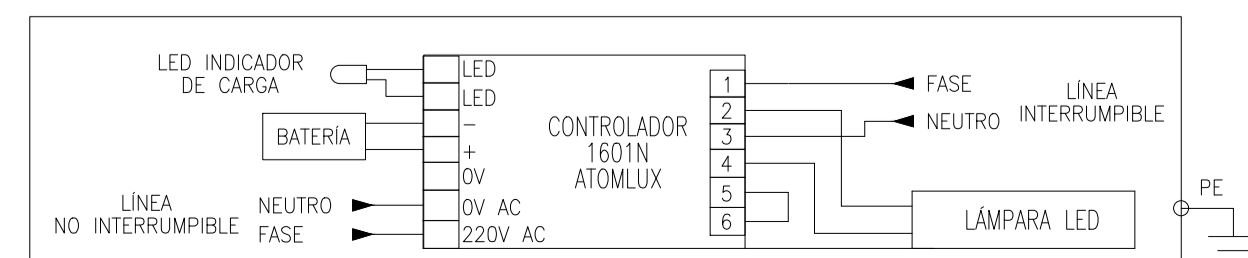 LED INDICADOR
DE CARGA
BATERÍA
LÍNEA
NO INTERRUMPIBLE
NEUTRO
FASE
LED
LED
−
+
0V
0V AC
220V AC
CONTROLADOR
1601N
ATOMLUX
1
2
3
4
5
6
FASE
NEUTRO
LÍNEA
INTERRUMPIBLE
LÁMPARA LED
PE